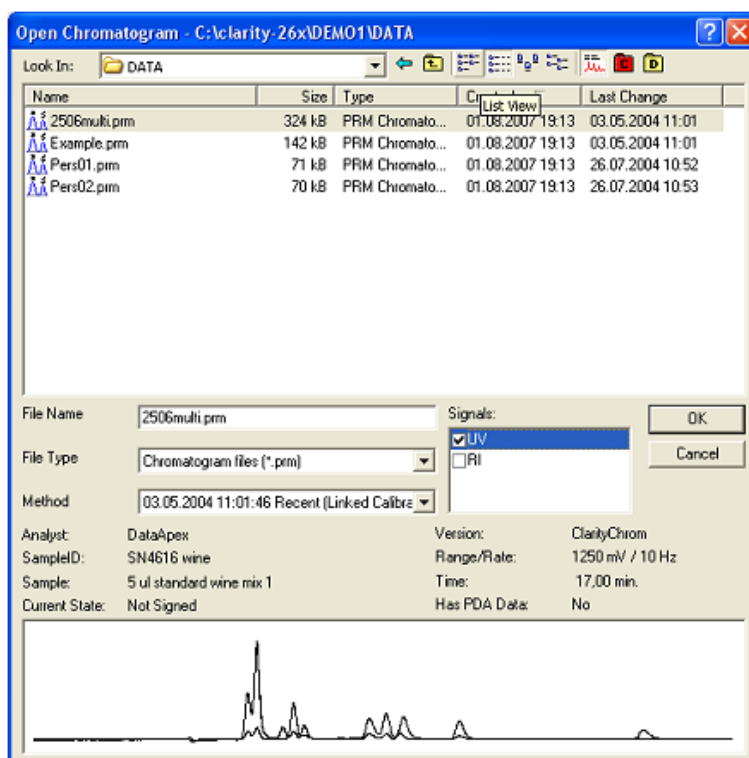 Open Chromatogram - C:\clarity-26x\DEMO1\DATA
Look In: DATA
Name Size Type Last Change
List View
2506multi.prm 324 kB PRM Chromato... 01.08.2007 19:13 03.05.2004 11:01
Example.prm 142 kB PRM Chromato... 01.08.2007 19:13 03.05.2004 11:01
Pers01.prm 71 kB PRM Chromato... 01.08.2007 19:13 26.07.2004 10:52
Pers02.prm 70 kB PRM Chromato... 01.08.2007 19:13 26.07.2004 10:53
File Name 2506multi.prm Signals: OK
UV
File Type Chromatogram files (*.prm) RI Cancel
Method 03.05.2004 11:01:46 Recent (Linked Calibra
Analyst: DataApex Version: ClarityChrom
SampleID: SN4616 wine Range/Rate: 1250 mV / 10 Hz
Sample: 5 ul standard wine mix 1 Time: 17,00 min.
Current State: Not Signed Has PDA Data: No